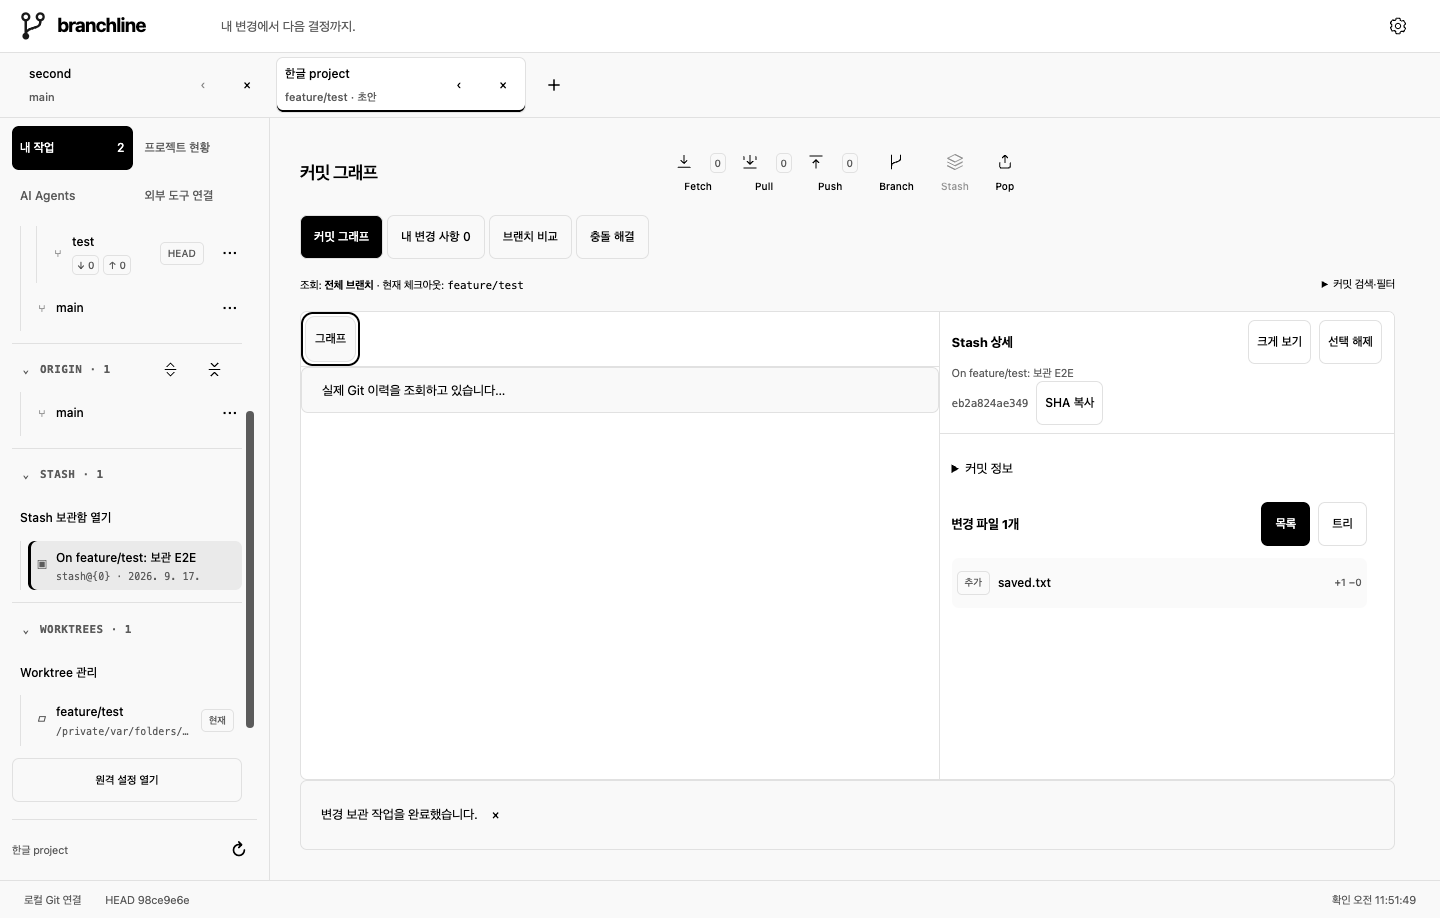 branchline
내 변경에서 다음 결정까지.
second
main
한글 project
feature/test · 초안
내 작업 2
프로젝트 현황
AI Agents
외부 도구 연결
test
HEAD
↓ 0 ↑ 0
main
ORIGIN · 1
main
STASH · 1
Stash 보관함 열기
On feature/test: 보관 E2E
stash@{0} · 2026. 9. 17.
WORKTREES · 1
Worktree 관리
feature/test
/private/var/folders/…
현재
원격 설정 열기
한글 project
커밋 그래프
0 0 0
Fetch Pull Push Branch Stash Pop
커밋 그래프
내 변경 사항 0
브랜치 비교
충돌 해결
조회: 전체 브랜치 · 현재 체크아웃: feature/test
▶ 커밋 검색·필터
그래프
실제 Git 이력을 조회하고 있습니다…
Stash 상세
크게 보기
선택 해제
On feature/test: 보관 E2E
eb2a824ae349
SHA 복사
▶ 커밋 정보
변경 파일 1개
목록
트리
추가 saved.txt +1 −0
변경 보관 작업을 완료했습니다. ×
로컬 Git 연결
HEAD 98ce9e6e
확인 오전 11:51:49